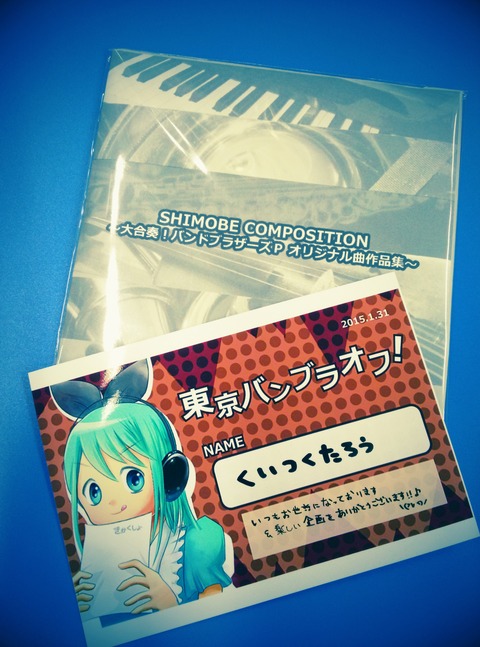 SHIMOBE COMPOSITION
～大合奏！バンドブラザーズP オリジナル曲作品集～
2015.1.31
東京バンブラオフ!
NAME
くいつくたろう
いつもお世話になっております
楽しい企画をありがとうございます!!♪